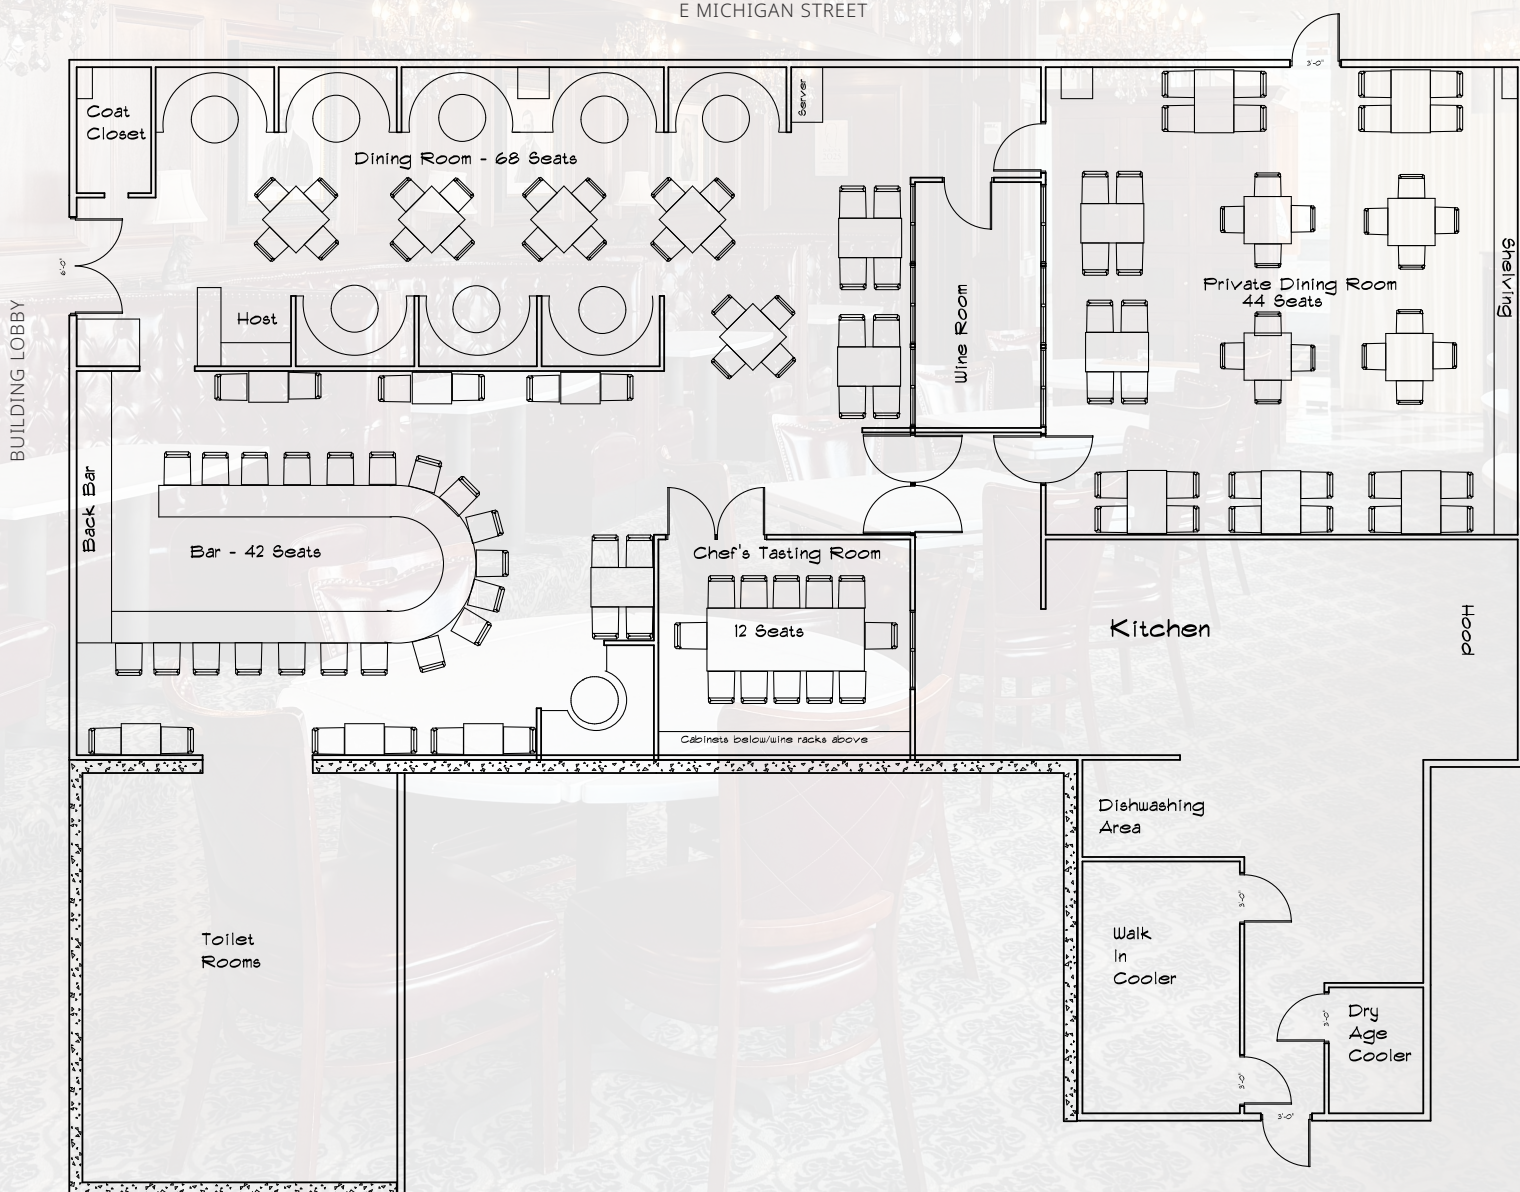 E MICHIGAN STREET
3'-0"
Coat
Closet
Server
Dining Room - 68 Seats
6'-0"
BUILDING LOBBY
Host
Wine Room
Private Dining Room
44 Seats
Shelving
Back Bar
Bar - 42 Seats
Chef's Tasting Room
12 Seats
Kitchen
Hood
Cabinets below/wine racks above
Dishwashing
Area
3'-0"
Walk
In
Cooler
Toilet
Rooms
3'-0"
Dry
Age
Cooler
3'-0"
3'-0"